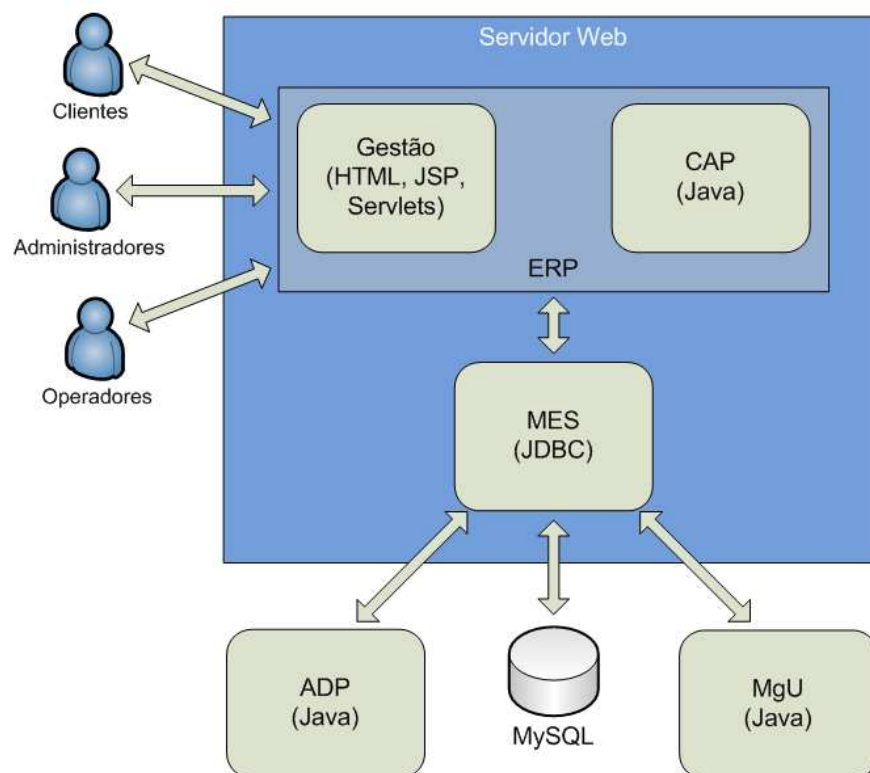 Servidor Web
Clientes
Gestão
(HTML, JSP,
Servlets)
CAP
(Java)
Administradores
ERP
Operadores
MES
(JDBC)
ADP
(Java)
MySQL
MgU
(Java)